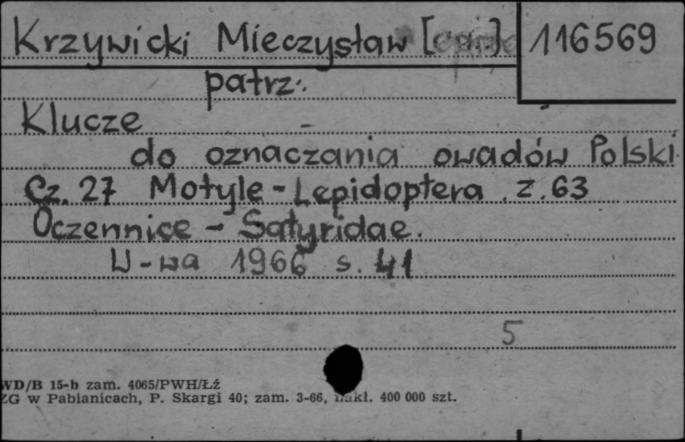 Krzywicki Mieczysław 116569
patrz:
Klucze
do oznaczania owadów Polski
Cz. 27 Motyle - Lepidoptera . z. 63
Oczennice - Satyridae.
W-wa 1966 s. 41
5
WD/B 15-b zam. 4065/PWH/Łź
ZG w Pabianicach, P. Skargi 40; zam. 3-66, nakł. 400 000 szt.